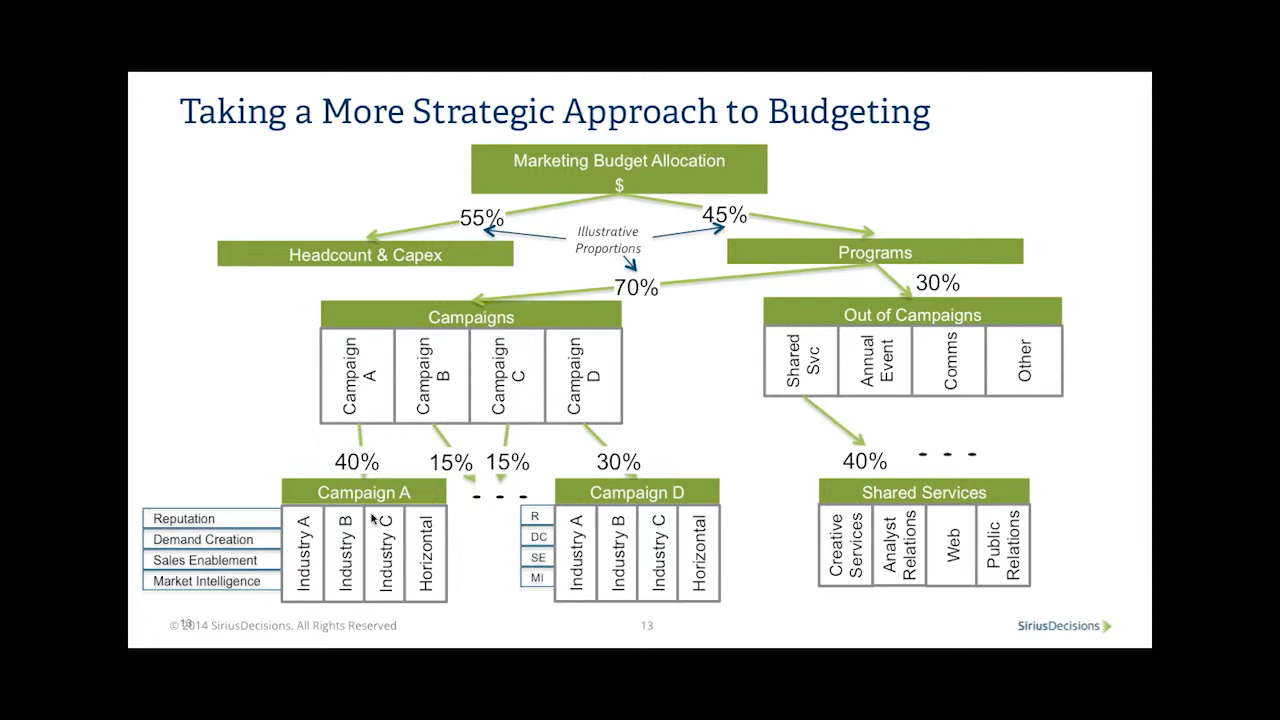 Taking a More Strategic Approach to Budgeting
Marketing Budget Allocation
$
55%
45%
Illustrative
Proportions
Headcount & Capex
Programs
70%
30%
Campaigns
Out of Campaigns
Campaign
A
Campaign
B
Campaign
C
Campaign
D
Shared
Svc
Annual
Event
Comms
Other
40%
15%
15%
30%
40%
- - -
Campaign A
- - -
Campaign D
Shared Services
Reputation
Demand Creation
Sales Enablement
Market Intelligence
Industry A
Industry B
Industry C
Horizontal
R
DC
SE
MI
Industry A
Industry B
Industry C
Horizontal
Creative
Services
Analyst
Relations
Web
Public
Relations
© 2014 SiriusDecisions. All Rights Reserved
13
SiriusDecisions